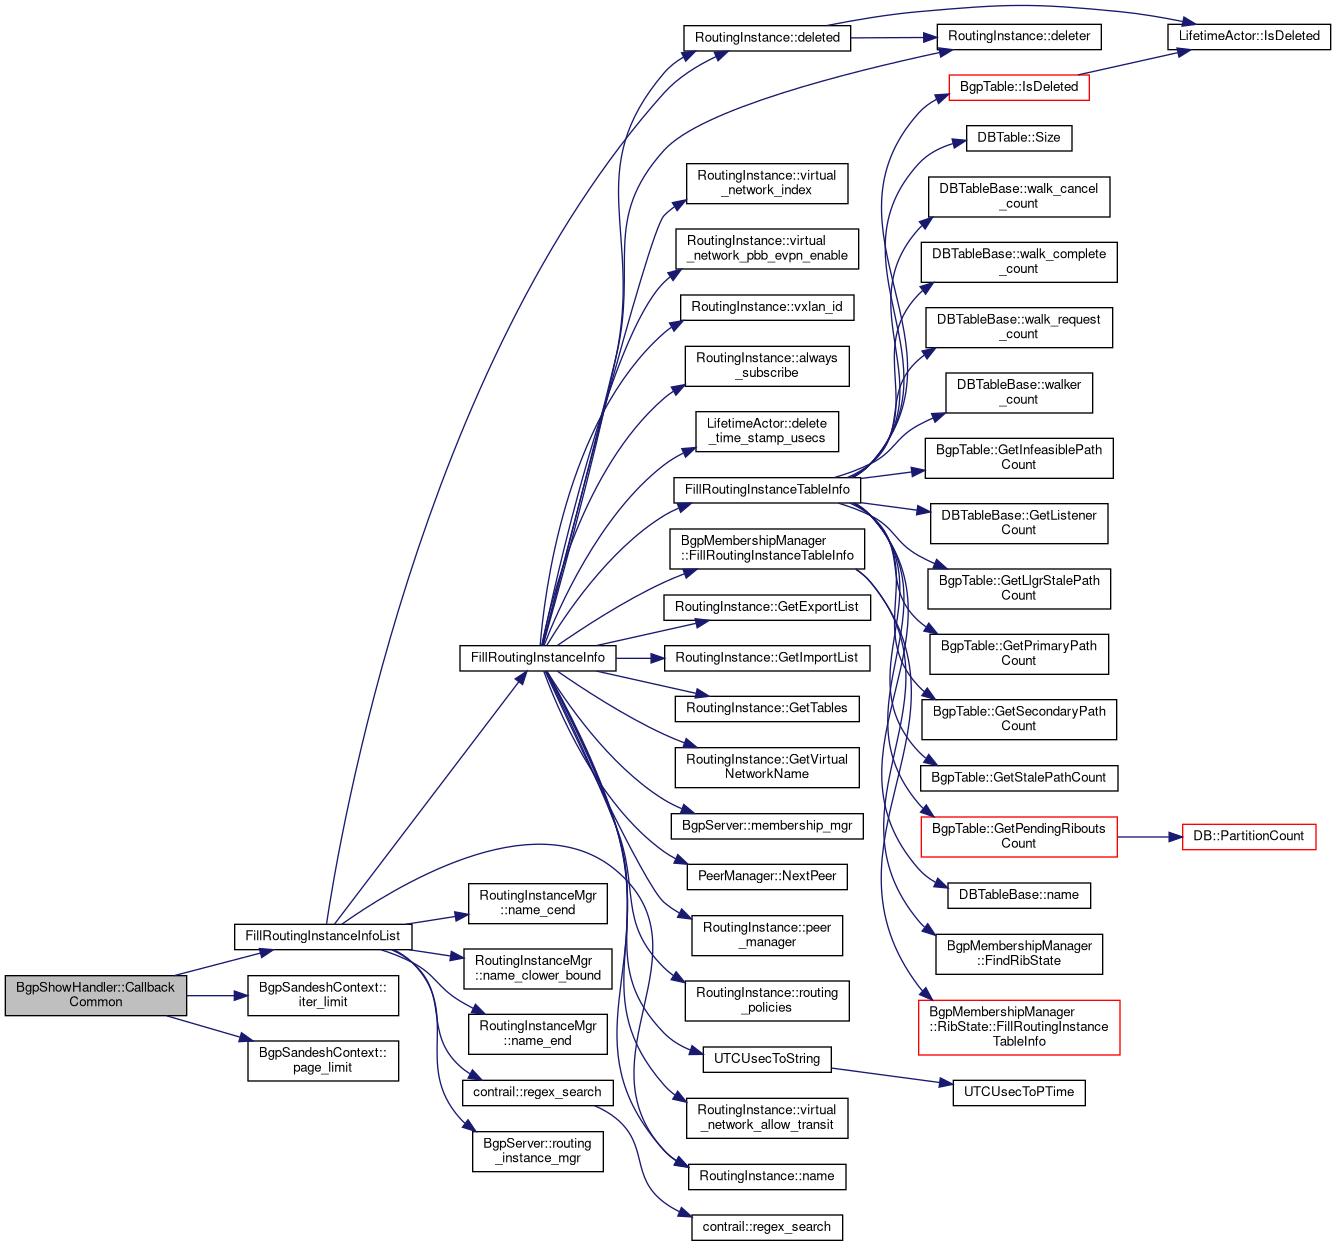 BgpShowHandler::Callback
Common
FillRoutingInstanceInfoList
BgpSandeshContext::
iter_limit
BgpSandeshContext::
page_limit
FillRoutingInstanceInfo
RoutingInstanceMgr
::name_cend
RoutingInstanceMgr
::name_clower_bound
RoutingInstanceMgr
::name_end
contrail::regex_search
BgpServer::routing
_instance_mgr
RoutingInstance::deleted
RoutingInstance::virtual
_network_index
RoutingInstance::virtual
_network_pbb_evpn_enable
RoutingInstance::vxlan_id
RoutingInstance::always
_subscribe
LifetimeActor::delete
_time_stamp_usecs
FillRoutingInstanceTableInfo
BgpMembershipManager
::FillRoutingInstanceTableInfo
RoutingInstance::GetExportList
RoutingInstance::GetImportList
RoutingInstance::GetTables
RoutingInstance::GetVirtual
NetworkName
BgpServer::membership_mgr
PeerManager::NextPeer
RoutingInstance::peer
_manager
RoutingInstance::routing
_policies
UTCUsecToString
RoutingInstance::virtual
_network_allow_transit
RoutingInstance::name
contrail::regex_search
RoutingInstance::deleter
BgpTable::IsDeleted
DBTable::Size
DBTableBase::walk_cancel
_count
DBTableBase::walk_complete
_count
DBTableBase::walk_request
_count
DBTableBase::walker
_count
BgpTable::GetInfeasiblePath
Count
DBTableBase::GetListener
Count
BgpTable::GetLlgrStalePath
Count
BgpTable::GetPrimaryPath
Count
BgpTable::GetSecondaryPath
Count
BgpTable::GetStalePathCount
BgpTable::GetPendingRibouts
Count
DBTableBase::name
BgpMembershipManager
::FindRibState
BgpMembershipManager
::RibState::FillRoutingInstance
TableInfo
UTCUsecToPTime
LifetimeActor::IsDeleted
DB::PartitionCount